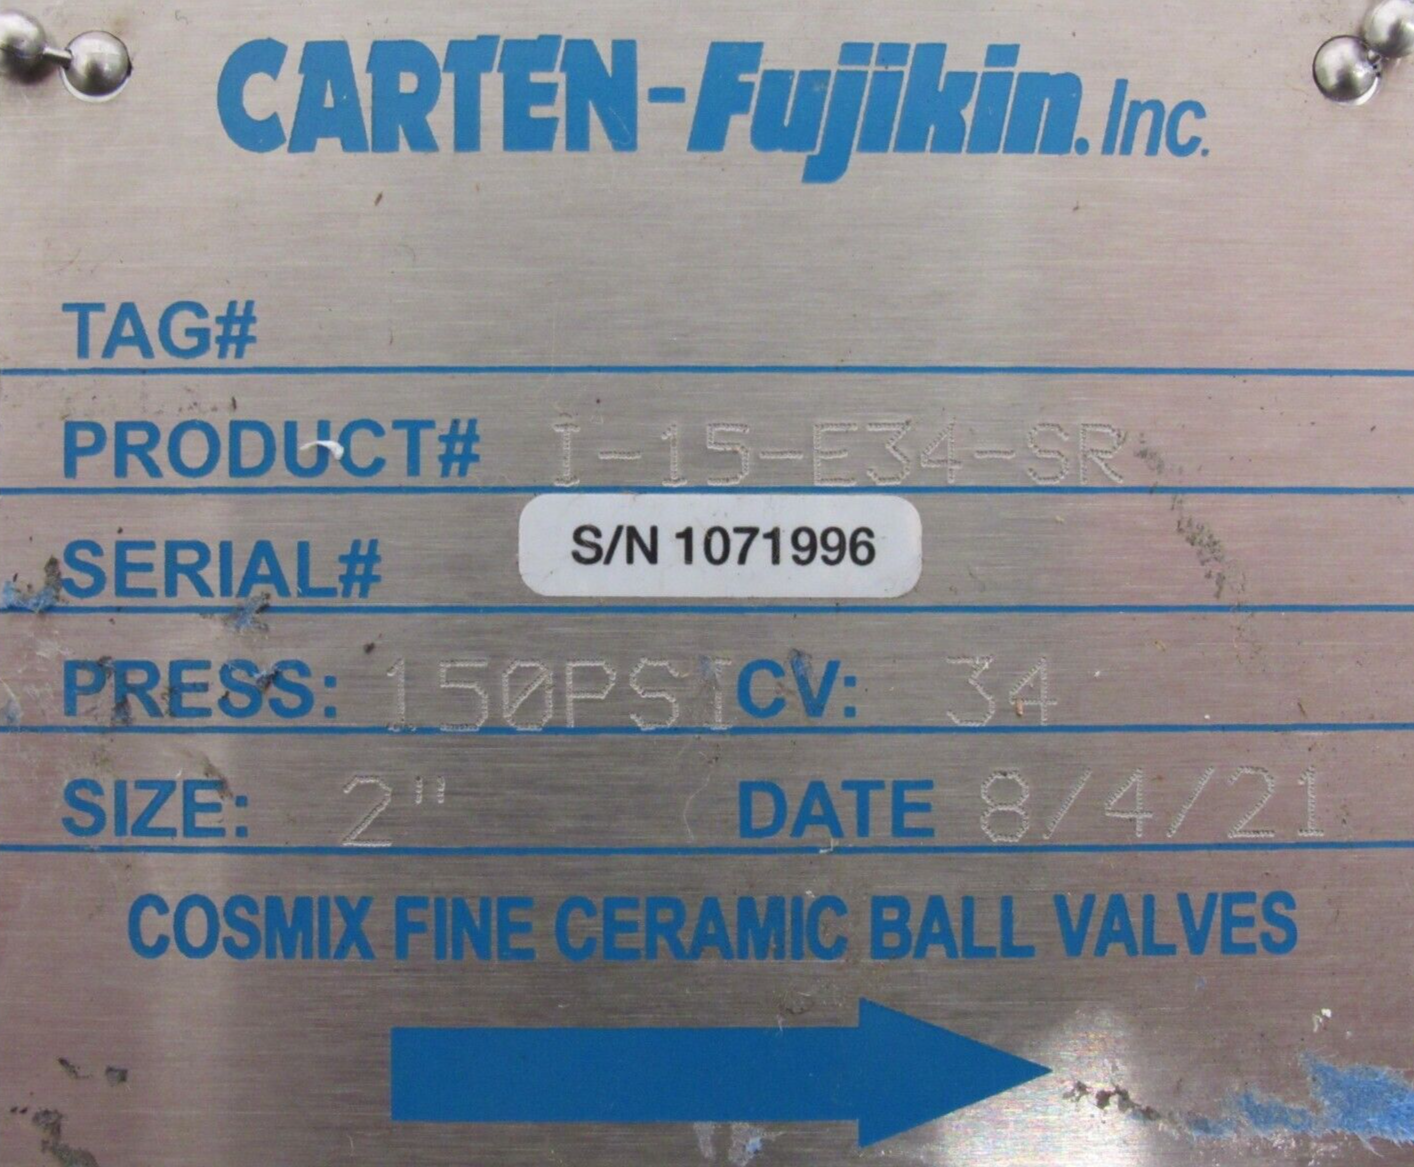 CARTEN-Fujikin. Inc.
TAG#
PRODUCT# I-15-E34-SR
SERIAL# S/N 1071996
PRESS: 150PSI CV: 34
SIZE: 2" DATE 8/4/21
COSMIX FINE CERAMIC BALL VALVES